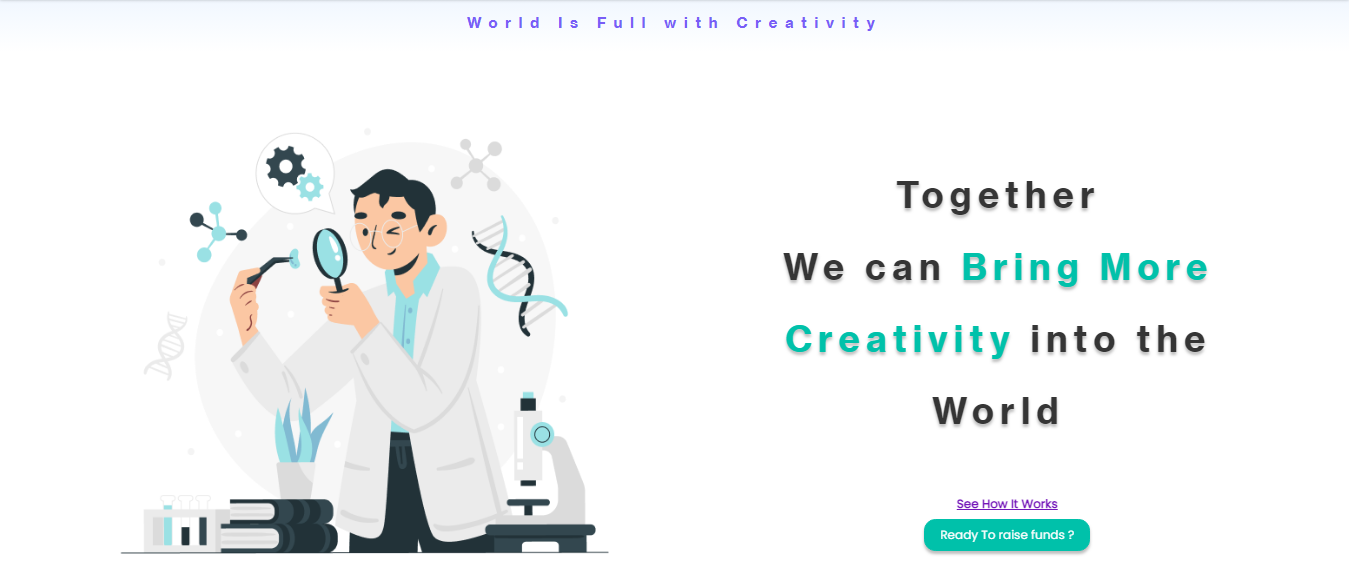 World Is Full with Creativity
Together
We can Bring More
Creativity into the
World
See How It Works
Ready To raise funds ?